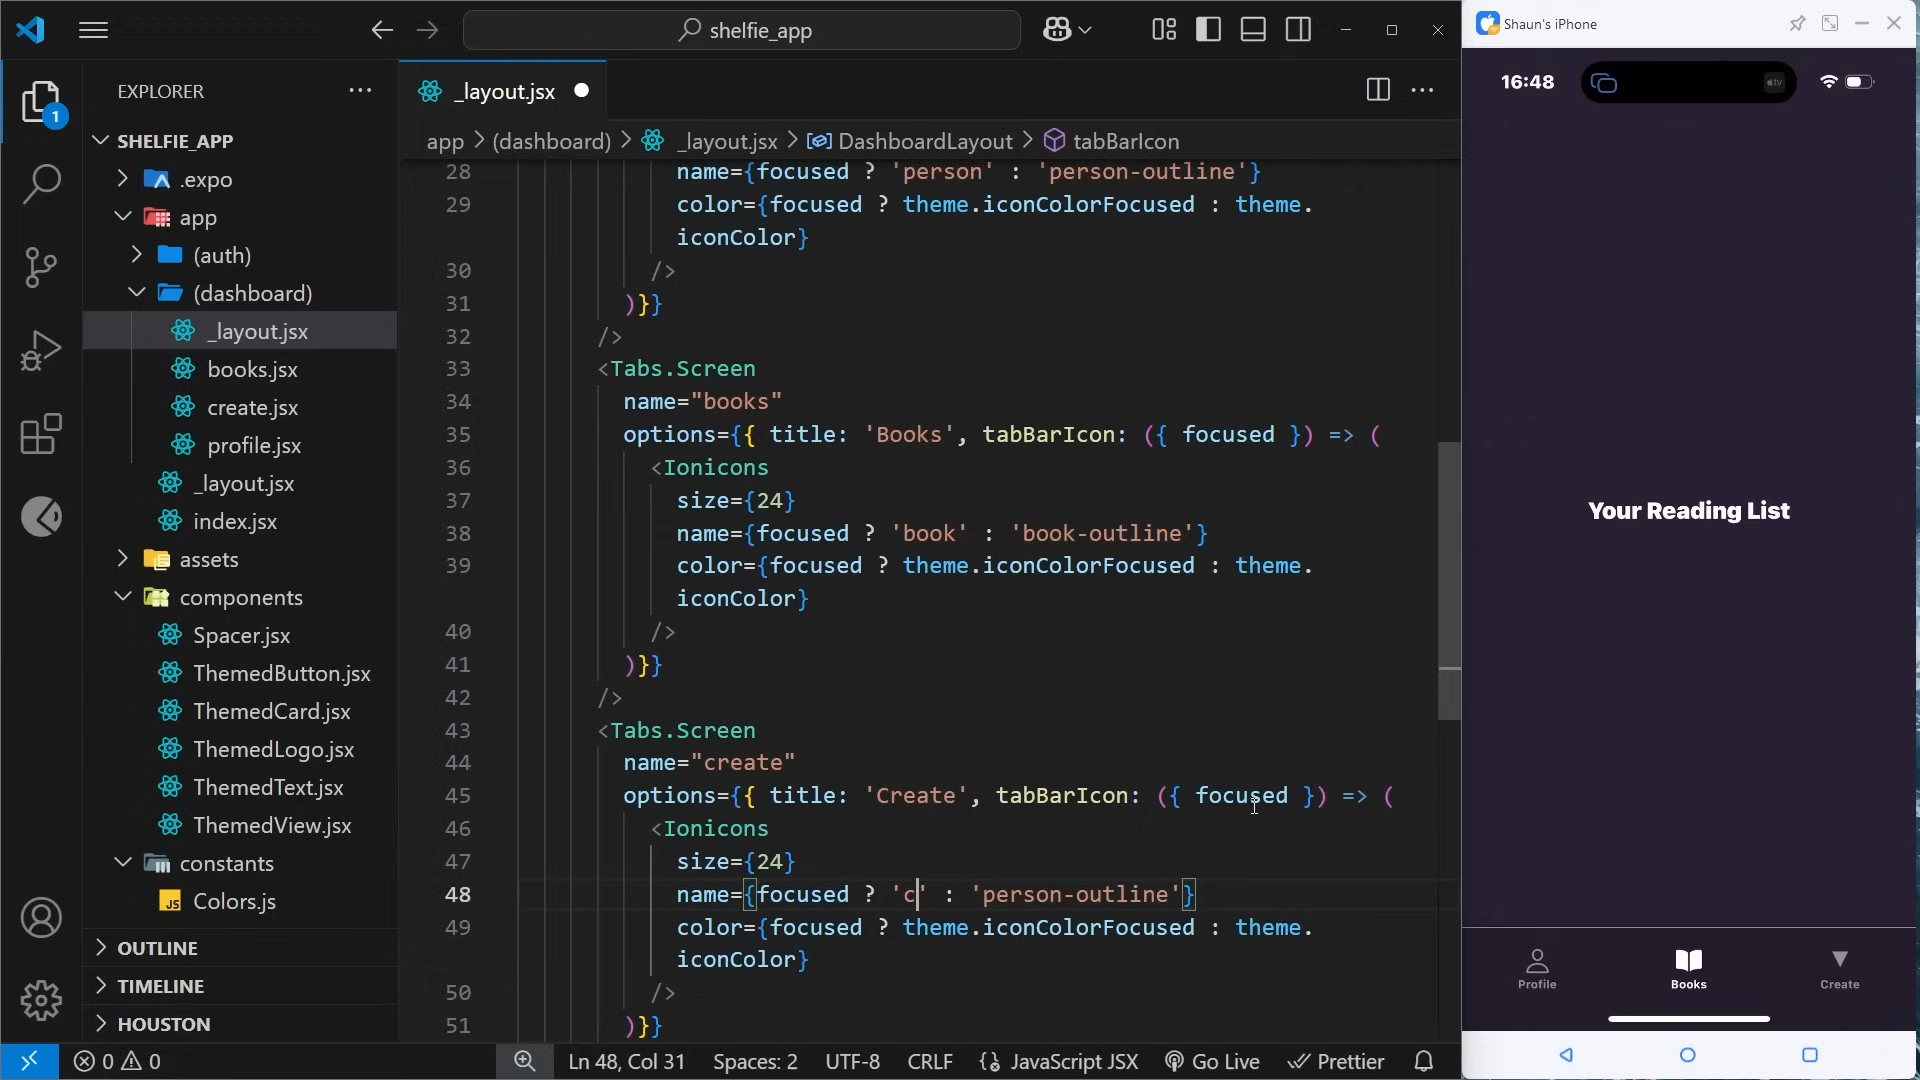 shelfie_app
Shaun's iPhone
EXPLORER
_layout.jsx
16:48
tv
SHELFIE_APP
app > (dashboard) > _layout.jsx > DashboardLayout > tabBarIcon
.expo
app
(auth)
(dashboard)
_layout.jsx
books.jsx
create.jsx
profile.jsx
_layout.jsx
index.jsx
assets
components
Spacer.jsx
ThemedButton.jsx
ThemedCard.jsx
ThemedLogo.jsx
ThemedText.jsx
ThemedView.jsx
constants
Colors.js
OUTLINE
TIMELINE
HOUSTON
1
28 name={focused ? 'person' : 'person-outline'}
29 color={focused ? theme.iconColorFocused : theme.
iconColor}
30 />
31 )}}
32 />
33 <Tabs.Screen
34 name="books"
35 options={{ title: 'Books', tabBarIcon: ({ focused }) => (
36 <Ionicons
37 size={24}
38 name={focused ? 'book' : 'book-outline'}
39 color={focused ? theme.iconColorFocused : theme.
iconColor}
40 />
41 )}}
42 />
43 <Tabs.Screen
44 name="create"
45 options={{ title: 'Create', tabBarIcon: ({ focused }) => (
46 <Ionicons
47 size={24}
48 name={focused ? 'c' : 'person-outline'}
49 color={focused ? theme.iconColorFocused : theme.
iconColor}
50 />
51 )}}
Your Reading List
Profile
Books
Create
0 0
Ln 48, Col 31 Spaces: 2 UTF-8 CRLF {} JavaScript JSX Go Live Prettier